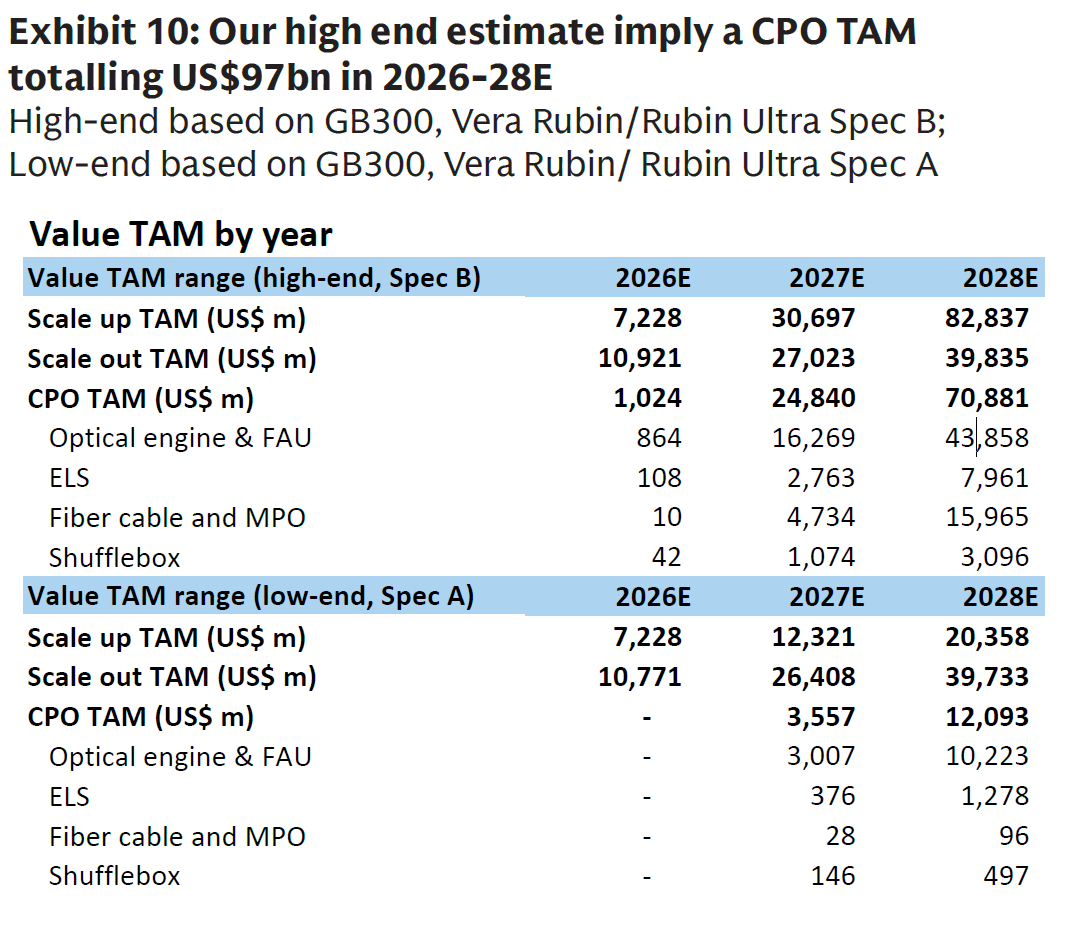 Exhibit 10: Our high end estimate imply a CPO TAM
totalling US$97bn in 2026-28E
High-end based on GB300, Vera Rubin/Rubin Ultra Spec B;
Low-end based on GB300, Vera Rubin/ Rubin Ultra Spec A
Value TAM by year
Value TAM range (high-end, Spec B) 2026E 2027E 2028E
Scale up TAM (US$ m) 7,228 30,697 82,837
Scale out TAM (US$ m) 10,921 27,023 39,835
CPO TAM (US$ m) 1,024 24,840 70,881
Optical engine & FAU 864 16,269 43,858
ELS 108 2,763 7,961
Fiber cable and MPO 10 4,734 15,965
Shufflebox 42 1,074 3,096
Value TAM range (low-end, Spec A) 2026E 2027E 2028E
Scale up TAM (US$ m) 7,228 12,321 20,358
Scale out TAM (US$ m) 10,771 26,408 39,733
CPO TAM (US$ m) - 3,557 12,093
Optical engine & FAU - 3,007 10,223
ELS - 376 1,278
Fiber cable and MPO - 28 96
Shufflebox - 146 497